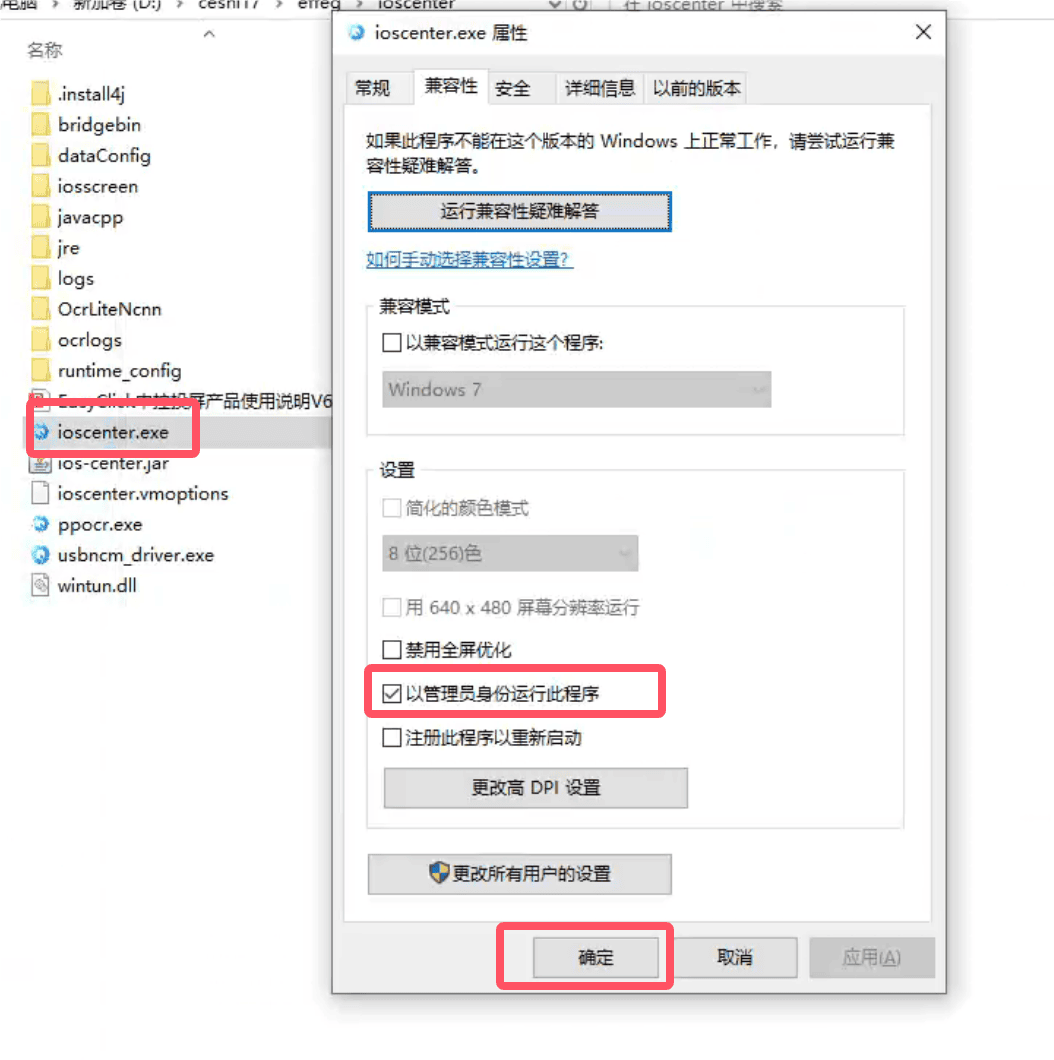 电脑 > 新加卷 (D:) > ceshi17 > effeq > ioscenter
在 ioscenter 中搜索
名称
.install4j
bridgebin
dataConfig
iosscreen
javacpp
jre
logs
OcrLiteNcnn
ocrlogs
runtime_config
EasyClick中控投屏产品使用说明V6
ioscenter.exe
ios-center.jar
ioscenter.vmoptions
ppocr.exe
usbncm_driver.exe
wintun.dll
ioscenter.exe 属性
常规 兼容性 安全 详细信息 以前的版本
如果此程序不能在这个版本的 Windows 上正常工作，请尝试运行兼
容性疑难解答。
运行兼容性疑难解答
如何手动选择兼容性设置?
兼容模式
以兼容模式运行这个程序:
Windows 7
设置
简化的颜色模式
8 位(256)色
用 640 x 480 屏幕分辨率运行
禁用全屏优化
以管理员身份运行此程序
注册此程序以重新启动
更改高 DPI 设置
更改所有用户的设置
确定 取消 应用(A)